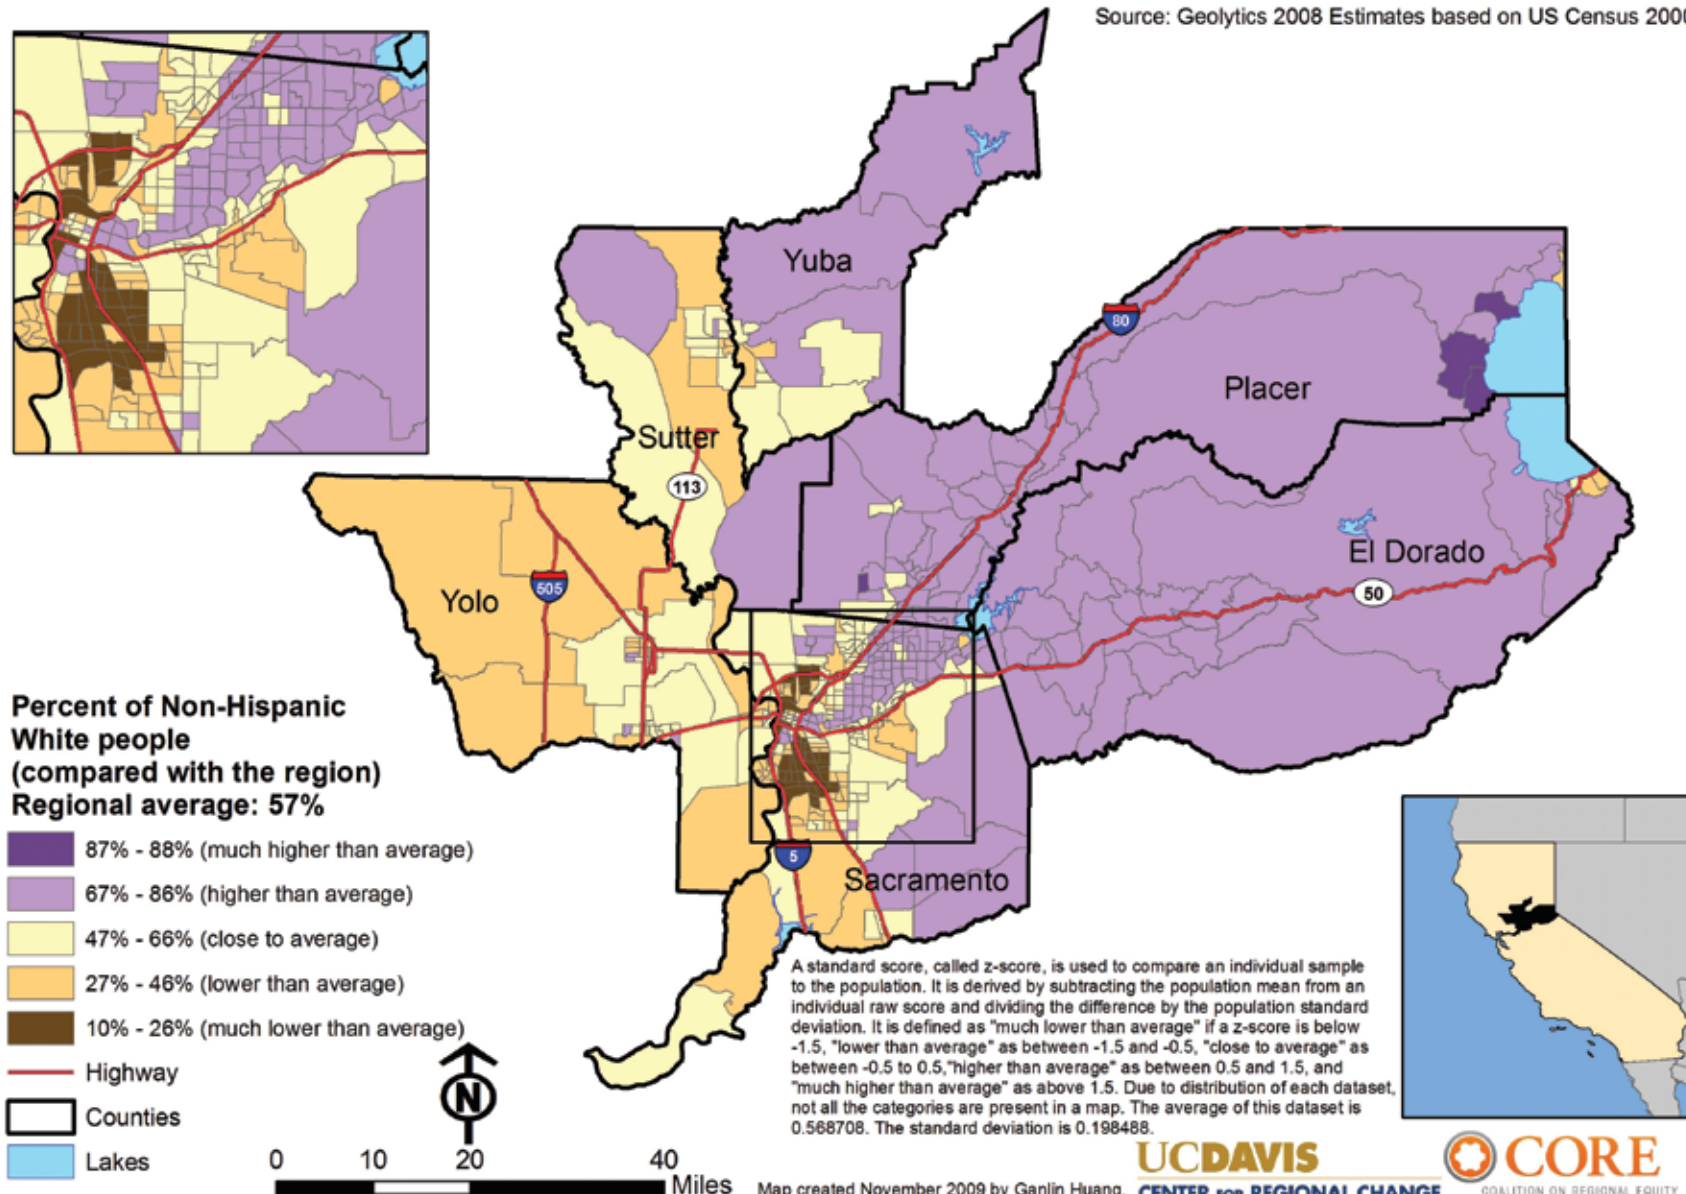 Source: Geolytics 2008 Estimates based on US Census 2000
Yuba
80
Placer
Sutter
113
Yolo
505
El Dorado
50
5
Sacramento
Percent of Non-Hispanic
White people
(compared with the region)
Regional average: 57%
87% - 88% (much higher than average)
67% - 86% (higher than average)
47% - 66% (close to average)
27% - 46% (lower than average)
10% - 26% (much lower than average)
Highway
Counties
Lakes
N
0 10 20 40
Miles
A standard score, called z-score, is used to compare an individual sample
to the population. It is derived by subtracting the population mean from an
individual raw score and dividing the difference by the population standard
deviation. It is defined as "much lower than average" if a z-score is below
-1.5, "lower than average" as between -1.5 and -0.5, "close to average" as
between -0.5 to 0.5,"higher than average" as between 0.5 and 1.5, and
"much higher than average" as above 1.5. Due to distribution of each dataset,
not all the categories are present in a map. The average of this dataset is
0.568708. The standard deviation is 0.198488.
Map created November 2009 by Ganlin Huang.
UCDAVIS
CENTER FOR REGIONAL CHANGE
CORE
COALITION ON REGIONAL EQUITY